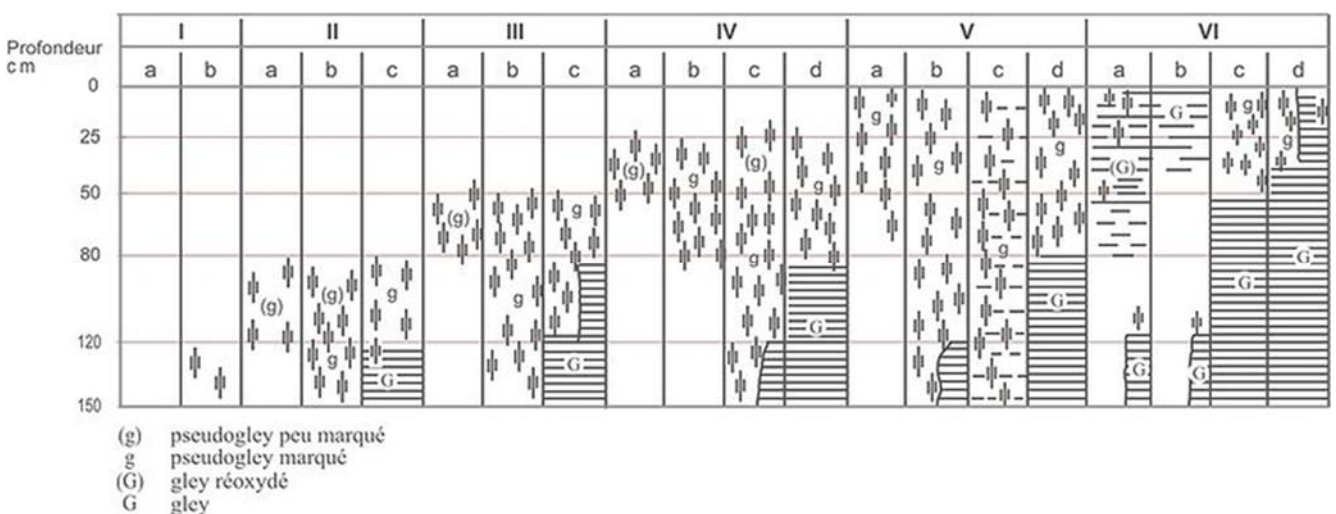 I II III IV V VI
Profondeur
cm
a b a b c a b c a b c d a b c d a b c d
0
g G g
25
g g
(g) g (g) g g (G)
50
(g) g
80
g g G
(g) (g) g g G G
G
120
g G G G G
150
(g) pseudogley peu marqué
g pseudogley marqué
(G) gley réoxydé
G gley